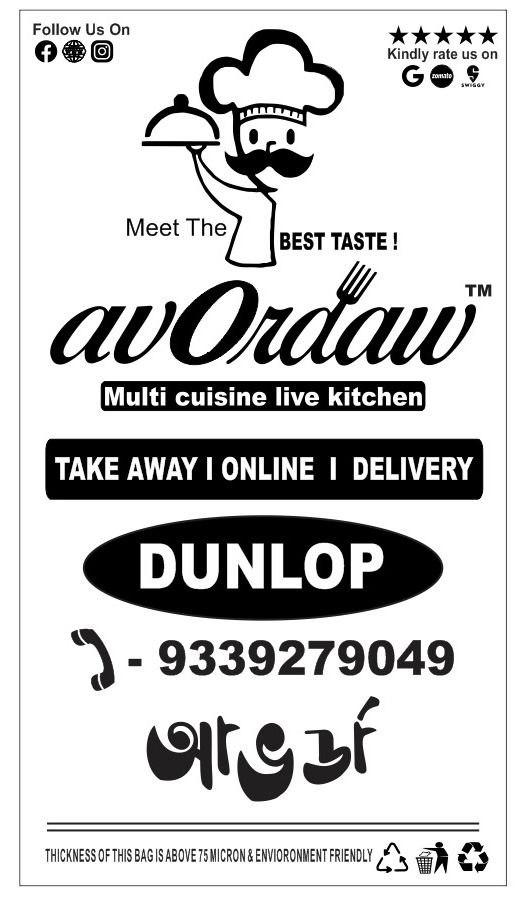 Follow Us On
Kindly rate us on
G zomato SWIGGY
Meet The
BEST TASTE !
avOrdaw TM
Multi cuisine live kitchen
TAKE AWAY I ONLINE I DELIVERY
DUNLOP
- 9339279049
আভর্ডা
THICKNESS OF THIS BAG IS ABOVE 75 MICRON & ENVIORONMENT FRIENDLY